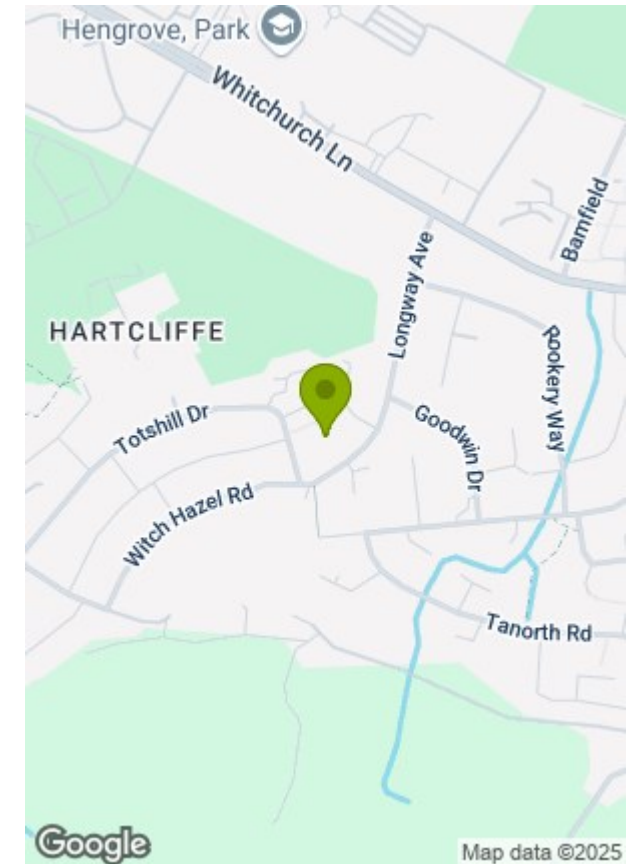 Hengrove, Park
Whitchurch Ln
Bamfield
Longway Ave
HARTCLIFFE
Rookery Way
Totshill Dr
Goodwin Dr
Witch Hazel Rd
Tanorth Rd
Google
Map data ©2025